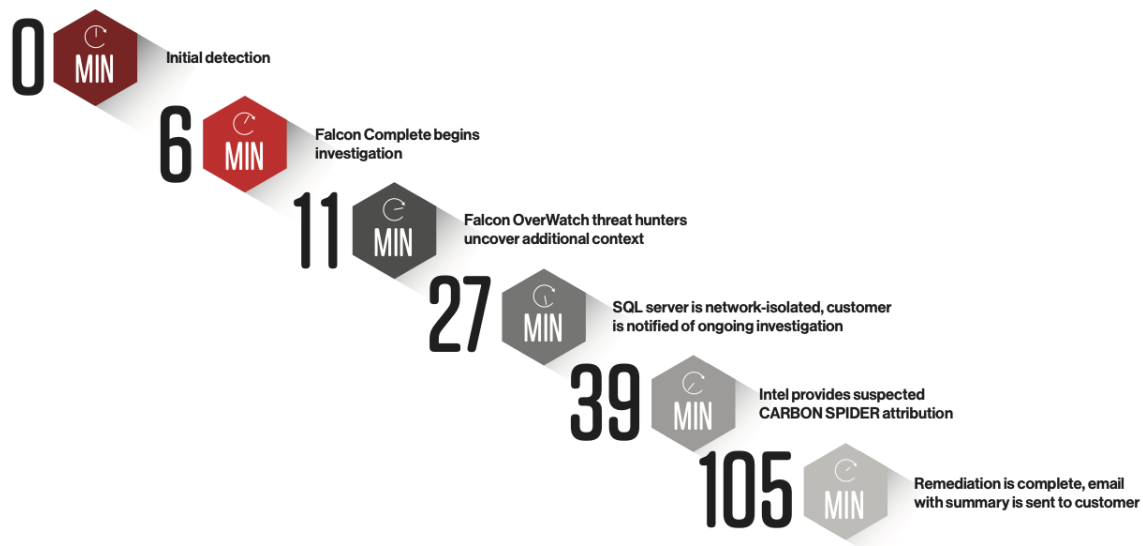 0 MIN
Initial detection
6 MIN
Falcon Complete begins
investigation
11 MIN
Falcon OverWatch threat hunters
uncover additional context
27 MIN
SQL server is network-isolated, customer
is notified of ongoing investigation
39 MIN
Intel provides suspected
CARBON SPIDER attribution
105 MIN
Remediation is complete, email
with summary is sent to customer